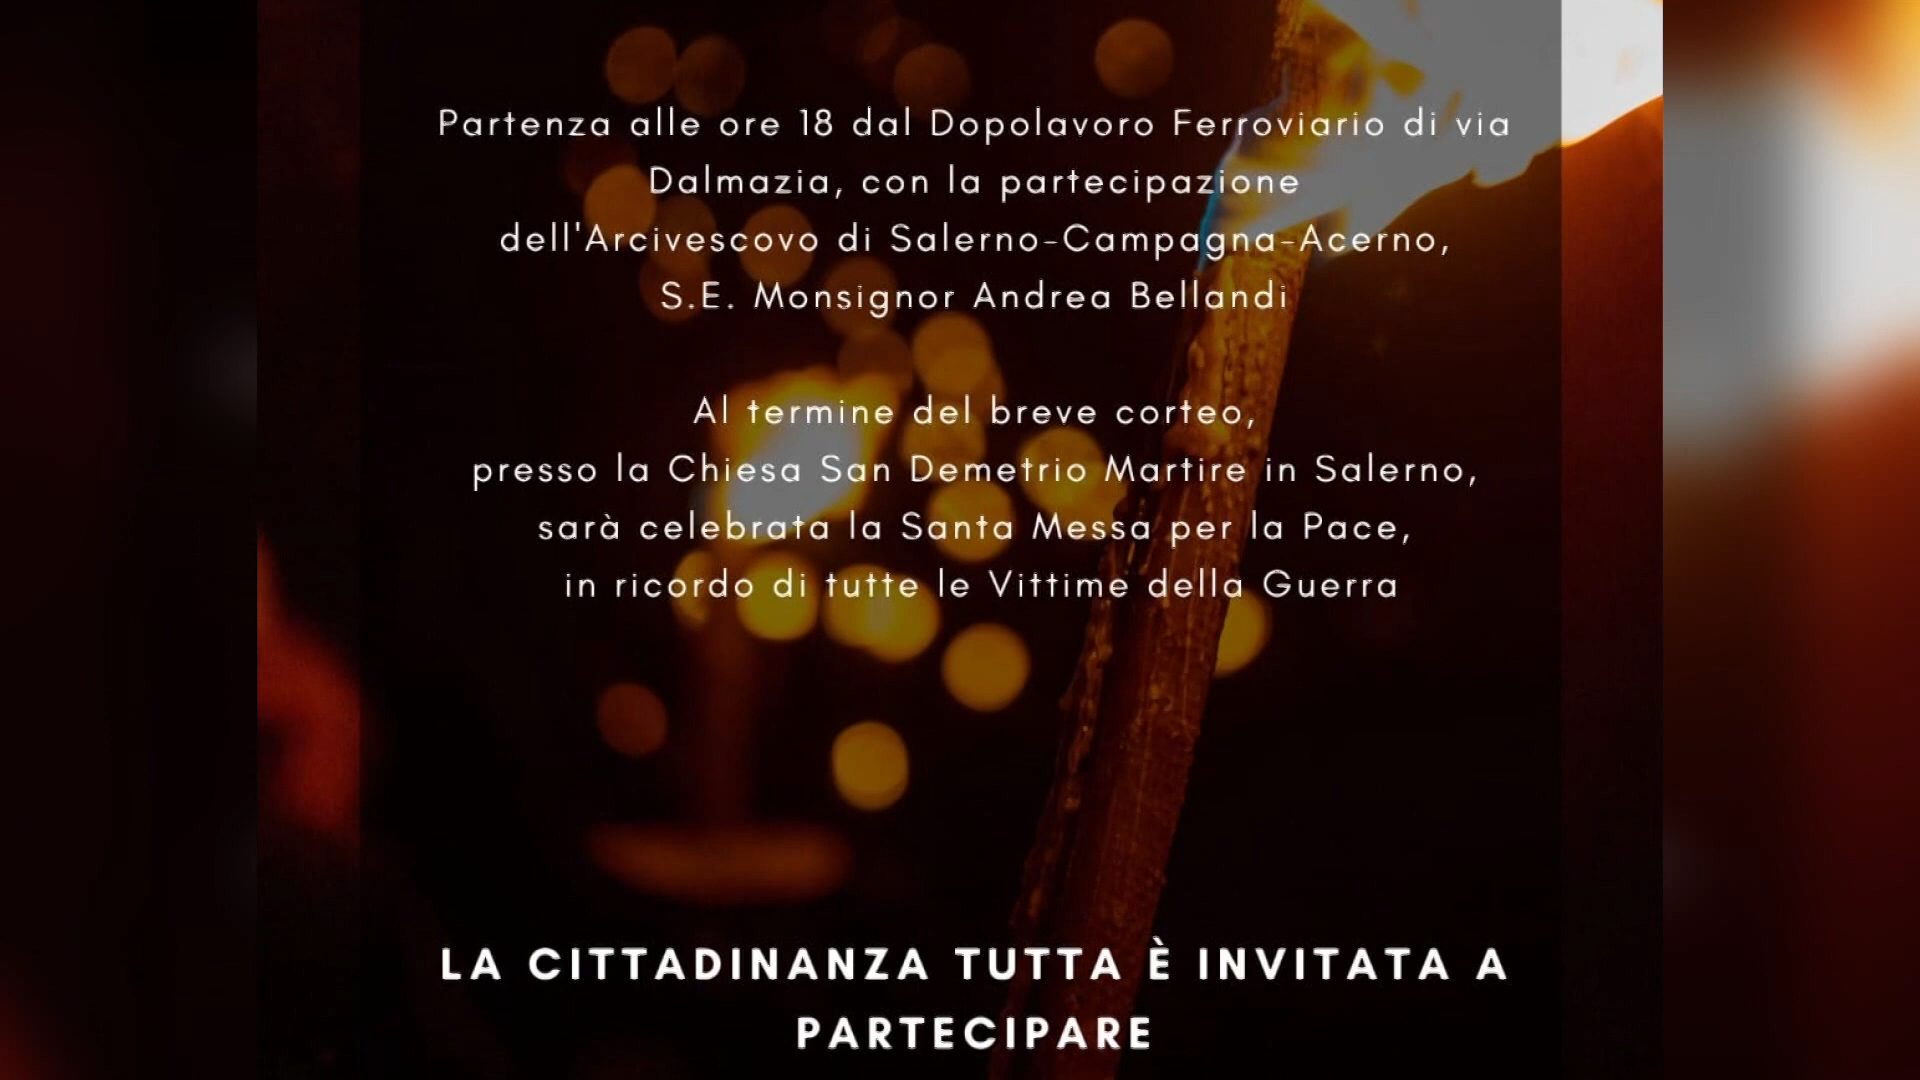 Partenza alle ore 18 dal Dopolavoro Ferroviario di via
Dalmazia, con la partecipazione
dell'Arcivescovo di Salerno-Campagna-Acerno,
S.E. Monsignor Andrea Bellandi
Al termine del breve corteo,
presso la Chiesa San Demetrio Martire in Salerno,
sarà celebrata la Santa Messa per la Pace,
in ricordo di tutte le Vittime della Guerra
LA CITTADINANZA TUTTA È INVITATA A
PARTECIPARE